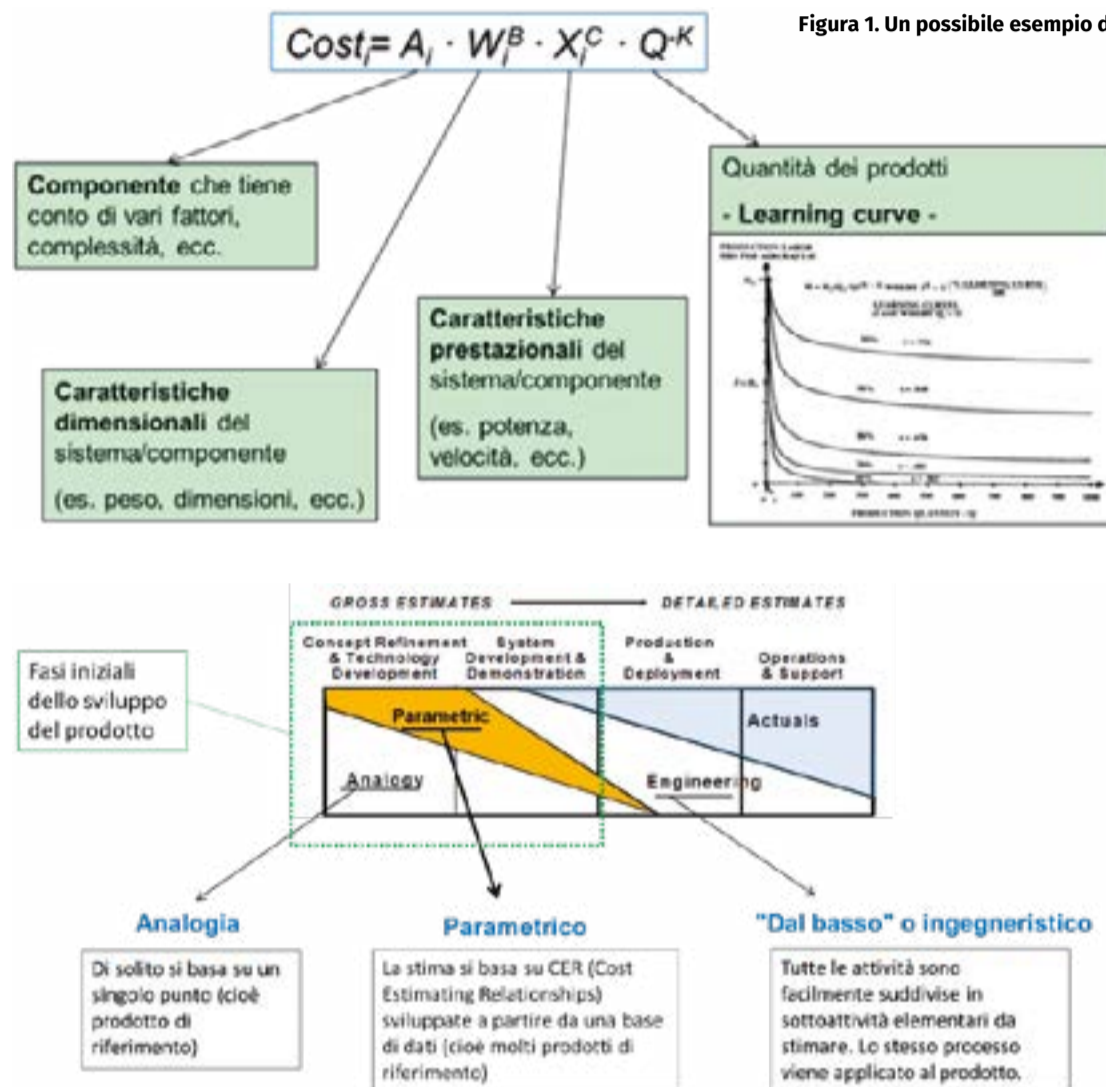 Figura 1. Un possibile esempio d
Cost_i= A_i · W_i^B · X_i^C · Q^-K
Componente che tiene
conto di vari fattori,
complessità, ecc.
Quantità dei prodotti
- Learning curve -
PRODUCTION QUANTITY - Q
Caratteristiche
prestazionali del
sistema/componente
(es. potenza,
velocità, ecc.)
Caratteristiche
dimensionali del
sistema/componente
(es. peso, dimensioni, ecc.)
GROSS ESTIMATES
DETAILED ESTIMATES
Concept Refinement
& Technology
Development
System
Development &
Demonstration
Production
&
Deployment
Operations
& Support
Fasi iniziali
dello sviluppo
del prodotto
Parametric
Actuals
Analogy
Engineering
Analogia
Di solito si basa su un
singolo punto (cioè
prodotto di
riferimento)
Parametrico
La stima si basa su CER (Cost
Estimating Relationships)
sviluppate a partire da una base
di dati (cioè molti prodotti di
riferimento)
"Dal basso" o ingegneristico
Tutte le attività sono
facilmente suddivise in
sottoattività elementari da
stimare. Lo stesso processo
viene applicato al prodotto.